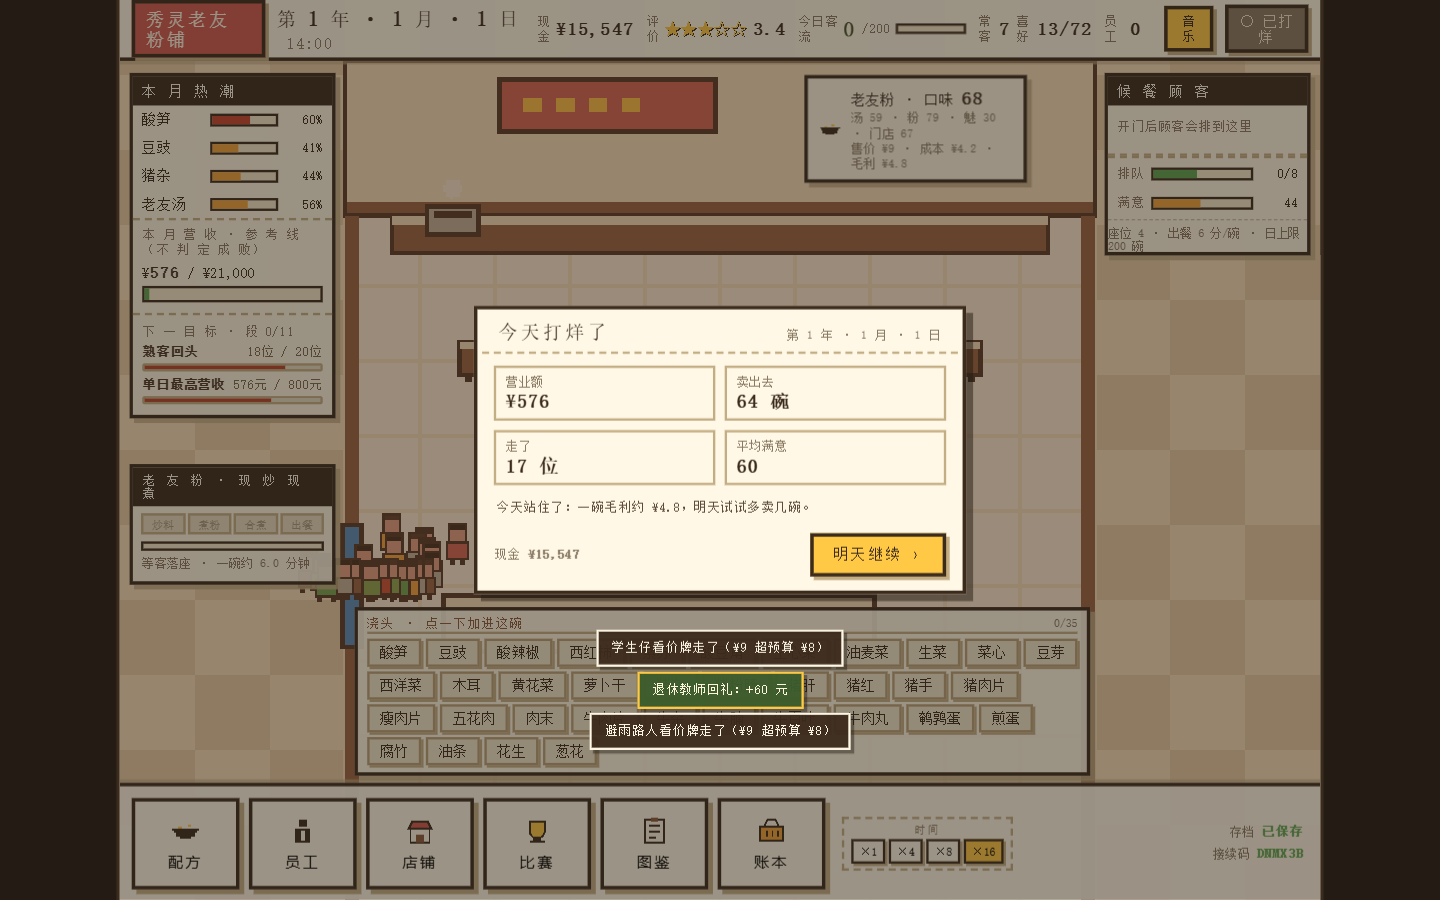 秀灵老友
粉铺
第 1 年 · 1 月 · 1 日
14:00
现金 ¥15,547
评价 3.4
今日客流 0 /200
常客 7
喜好 13/72
员工 0
音乐
已打烊
本月热潮
酸笋 60%
豆豉 41%
猪杂 44%
老友汤 56%
本月营收 · 参考线
（不判定成败）
¥576 / ¥21,000
下一目标 · 段 0/11
熟客回头 18位 / 20位
单日最高营收 576元 / 800元
老友粉 · 现炒现
煮
炒料 煮粉 合煮 出餐
等客落座 · 一碗约 6.0 分钟
老友粉 · 口味 68
汤 59 · 粉 79 · 魅 30
· 门店 67
售价 ¥9 · 成本 ¥4.2 ·
毛利 ¥4.8
候餐顾客
开门后顾客会排到这里
排队 0/8
满意 44
座位 4 · 出餐 6 分/碗 · 日上限
200 碗
今天打烊了
第 1 年 · 1 月 · 1 日
营业额
¥576
卖出去
64 碗
走了
17 位
平均满意
60
今天站住了：一碗毛利约 ¥4.8，明天试试多卖几碗。
现金 ¥15,547
明天继续 ›
浇头 · 点一下加进这碗 0/35
酸笋 豆豉 酸辣椒 西红 油麦菜 生菜 菜心 豆芽
学生仔看价牌走了（¥9 超预算 ¥8）
西洋菜 木耳 黄花菜 萝卜干 肝 猪红 猪手 猪肉片
退休教师回礼：+60 元
瘦肉片 五花肉 肉末 牛肉丸 鹌鹑蛋 煎蛋
避雨路人看价牌走了（¥9 超预算 ¥8）
腐竹 油条 花生 葱花
配方 员工 店铺 比赛 图鉴 账本
时间
×1 ×4 ×8 ×16
存档 已保存
接续码 DNMX3B